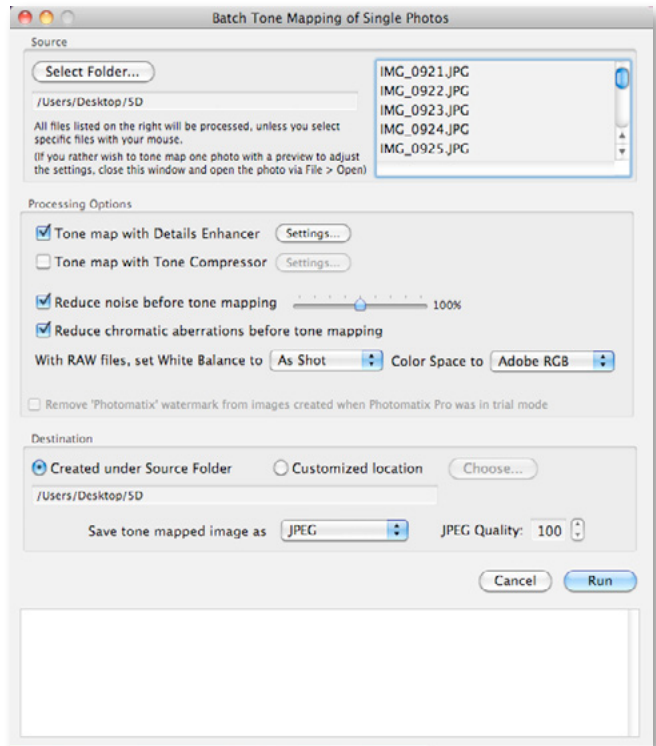 Batch Tone Mapping of Single Photos
Source
Select Folder...
/Users/Desktop/5D
All files listed on the right will be processed, unless you select
specific files with your mouse.
(If you rather wish to tone map one photo with a preview to adjust
the settings, close this window and open the photo via File > Open)
IMG_0921.JPG
IMG_0922.JPG
IMG_0923.JPG
IMG_0924.JPG
IMG_0925.JPG
Processing Options
Tone map with Details Enhancer Settings...
Tone map with Tone Compressor Settings...
Reduce noise before tone mapping 100%
Reduce chromatic aberrations before tone mapping
With RAW files, set White Balance to As Shot Color Space to Adobe RGB
Remove 'Photomatix' watermark from images created when Photomatix Pro was in trial mode
Destination
Created under Source Folder Customized location Choose...
/Users/Desktop/5D
Save tone mapped image as JPEG JPEG Quality: 100
Cancel Run